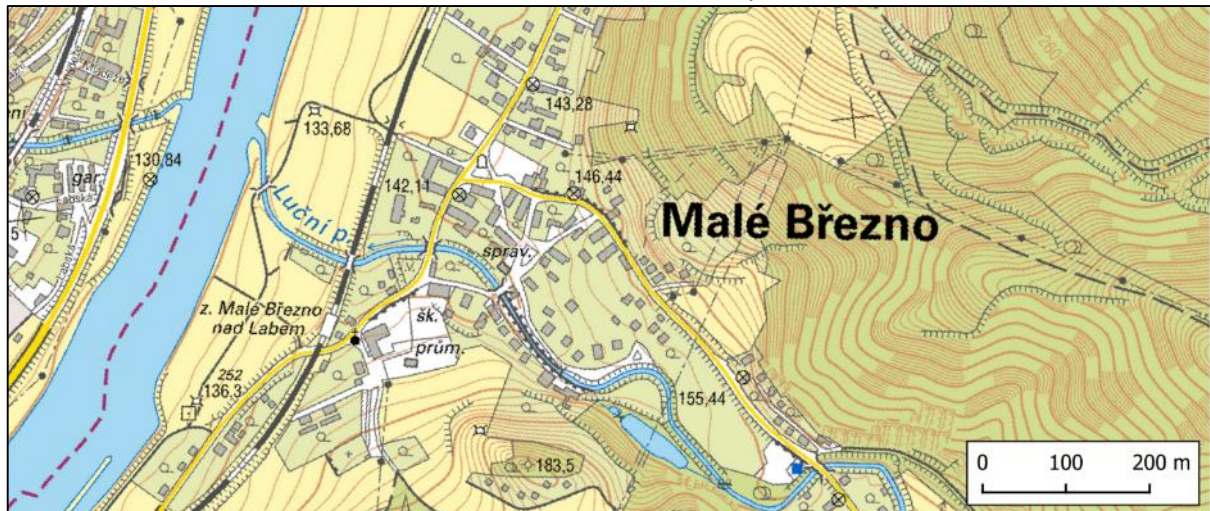 143,28
133,68
130,84
gar.
142,11
146,44
Luční p.
Malé Březno
sprav.
z. Malé Březno
nad Labem
šk.
prům.
252
136,3
155,44
183,5
0 100 200 m